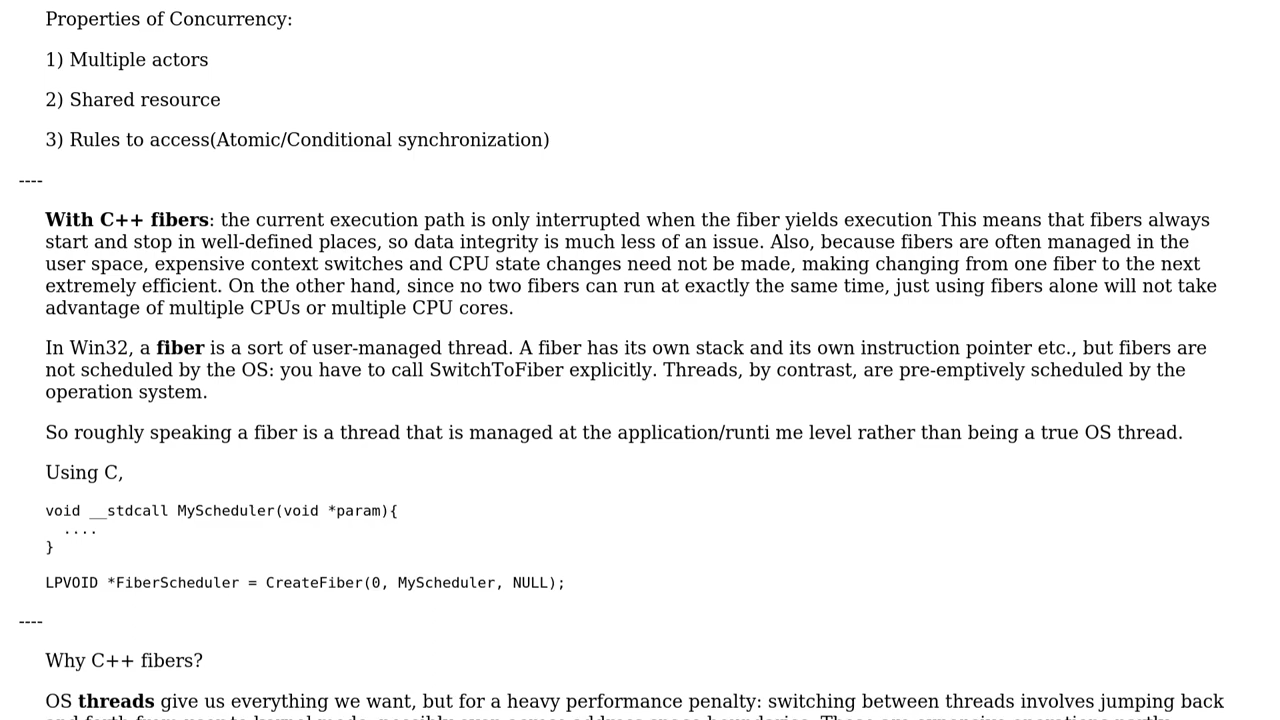 Properties of Concurrency:
1) Multiple actors
2) Shared resource
3) Rules to access(Atomic/Conditional synchronization)
----
With C++ fibers: the current execution path is only interrupted when the fiber yields execution This means that fibers always
start and stop in well-defined places, so data integrity is much less of an issue. Also, because fibers are often managed in the
user space, expensive context switches and CPU state changes need not be made, making changing from one fiber to the next
extremely efficient. On the other hand, since no two fibers can run at exactly the same time, just using fibers alone will not take
advantage of multiple CPUs or multiple CPU cores.
In Win32, a fiber is a sort of user-managed thread. A fiber has its own stack and its own instruction pointer etc., but fibers are
not scheduled by the OS: you have to call SwitchToFiber explicitly. Threads, by contrast, are pre-emptively scheduled by the
operation system.
So roughly speaking a fiber is a thread that is managed at the application/runti me level rather than being a true OS thread.
Using C,
void __stdcall MyScheduler(void *param){
  ....
}
LPVOID *FiberScheduler = CreateFiber(0, MyScheduler, NULL);
----
Why C++ fibers?
OS threads give us everything we want, but for a heavy performance penalty: switching between threads involves jumping back